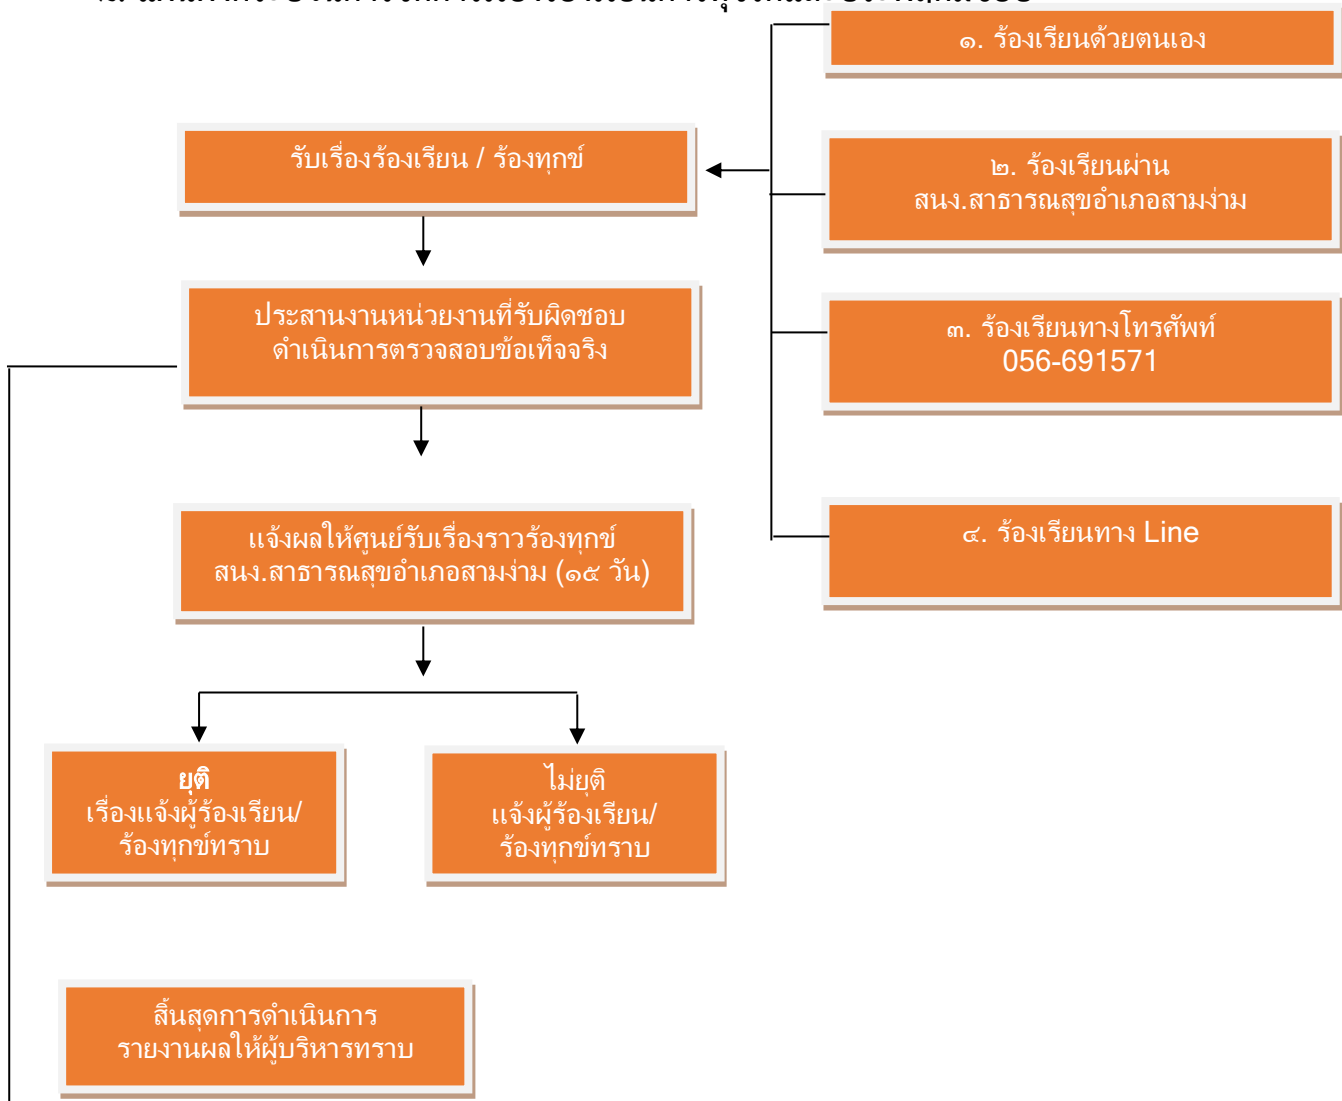 ๑. ร้องเรียนด้วยตนเอง
รับเรื่องร้องเรียน / ร้องทุกข์
๒. ร้องเรียนผ่าน
สนง.สาธารณสุขอำเภอสามง่าม
ประสานงานหน่วยงานที่รับผิดชอบ
ดำเนินการตรวจสอบข้อเท็จจริง
๓. ร้องเรียนทางโทรศัพท์
056-691571
แจ้งผลให้ศูนย์รับเรื่องราวร้องทุกข์
สนง.สาธารณสุขอำเภอสามง่าม (๑๕ วัน)
๔. ร้องเรียนทาง Line
ยุติ
เรื่องแจ้งผู้ร้องเรียน/
ร้องทุกข์ทราบ
ไม่ยุติ
แจ้งผู้ร้องเรียน/
ร้องทุกข์ทราบ
สิ้นสุดการดำเนินการ
รายงานผลให้ผู้บริหารทราบ